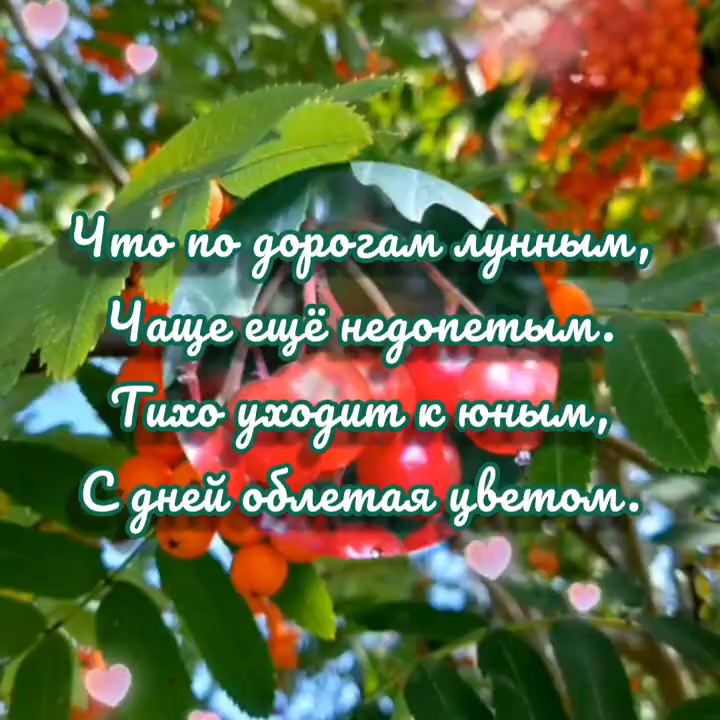 Что по дорогам лунным,
Чаще ещё недопетым.
Тихо уходит к юным,
С дней облетая цветом.